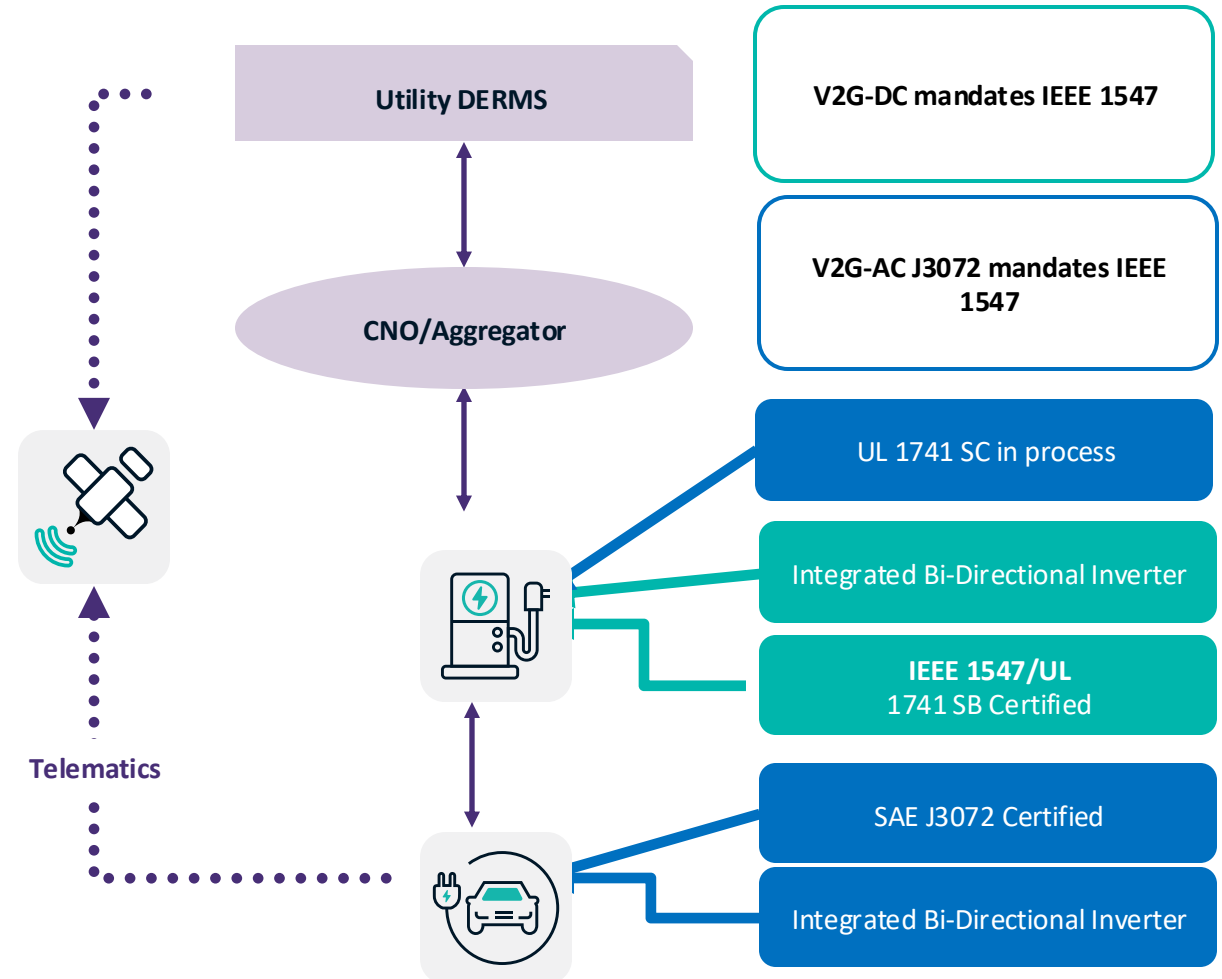 Utility DERMS
V2G-DC mandates IEEE 1547
V2G-AC J3072 mandates IEEE
1547
CNO/Aggregator
UL 1741 SC in process
Integrated Bi-Directional Inverter
IEEE 1547/UL
1741 SB Certified
Telematics
SAE J3072 Certified
Integrated Bi-Directional Inverter